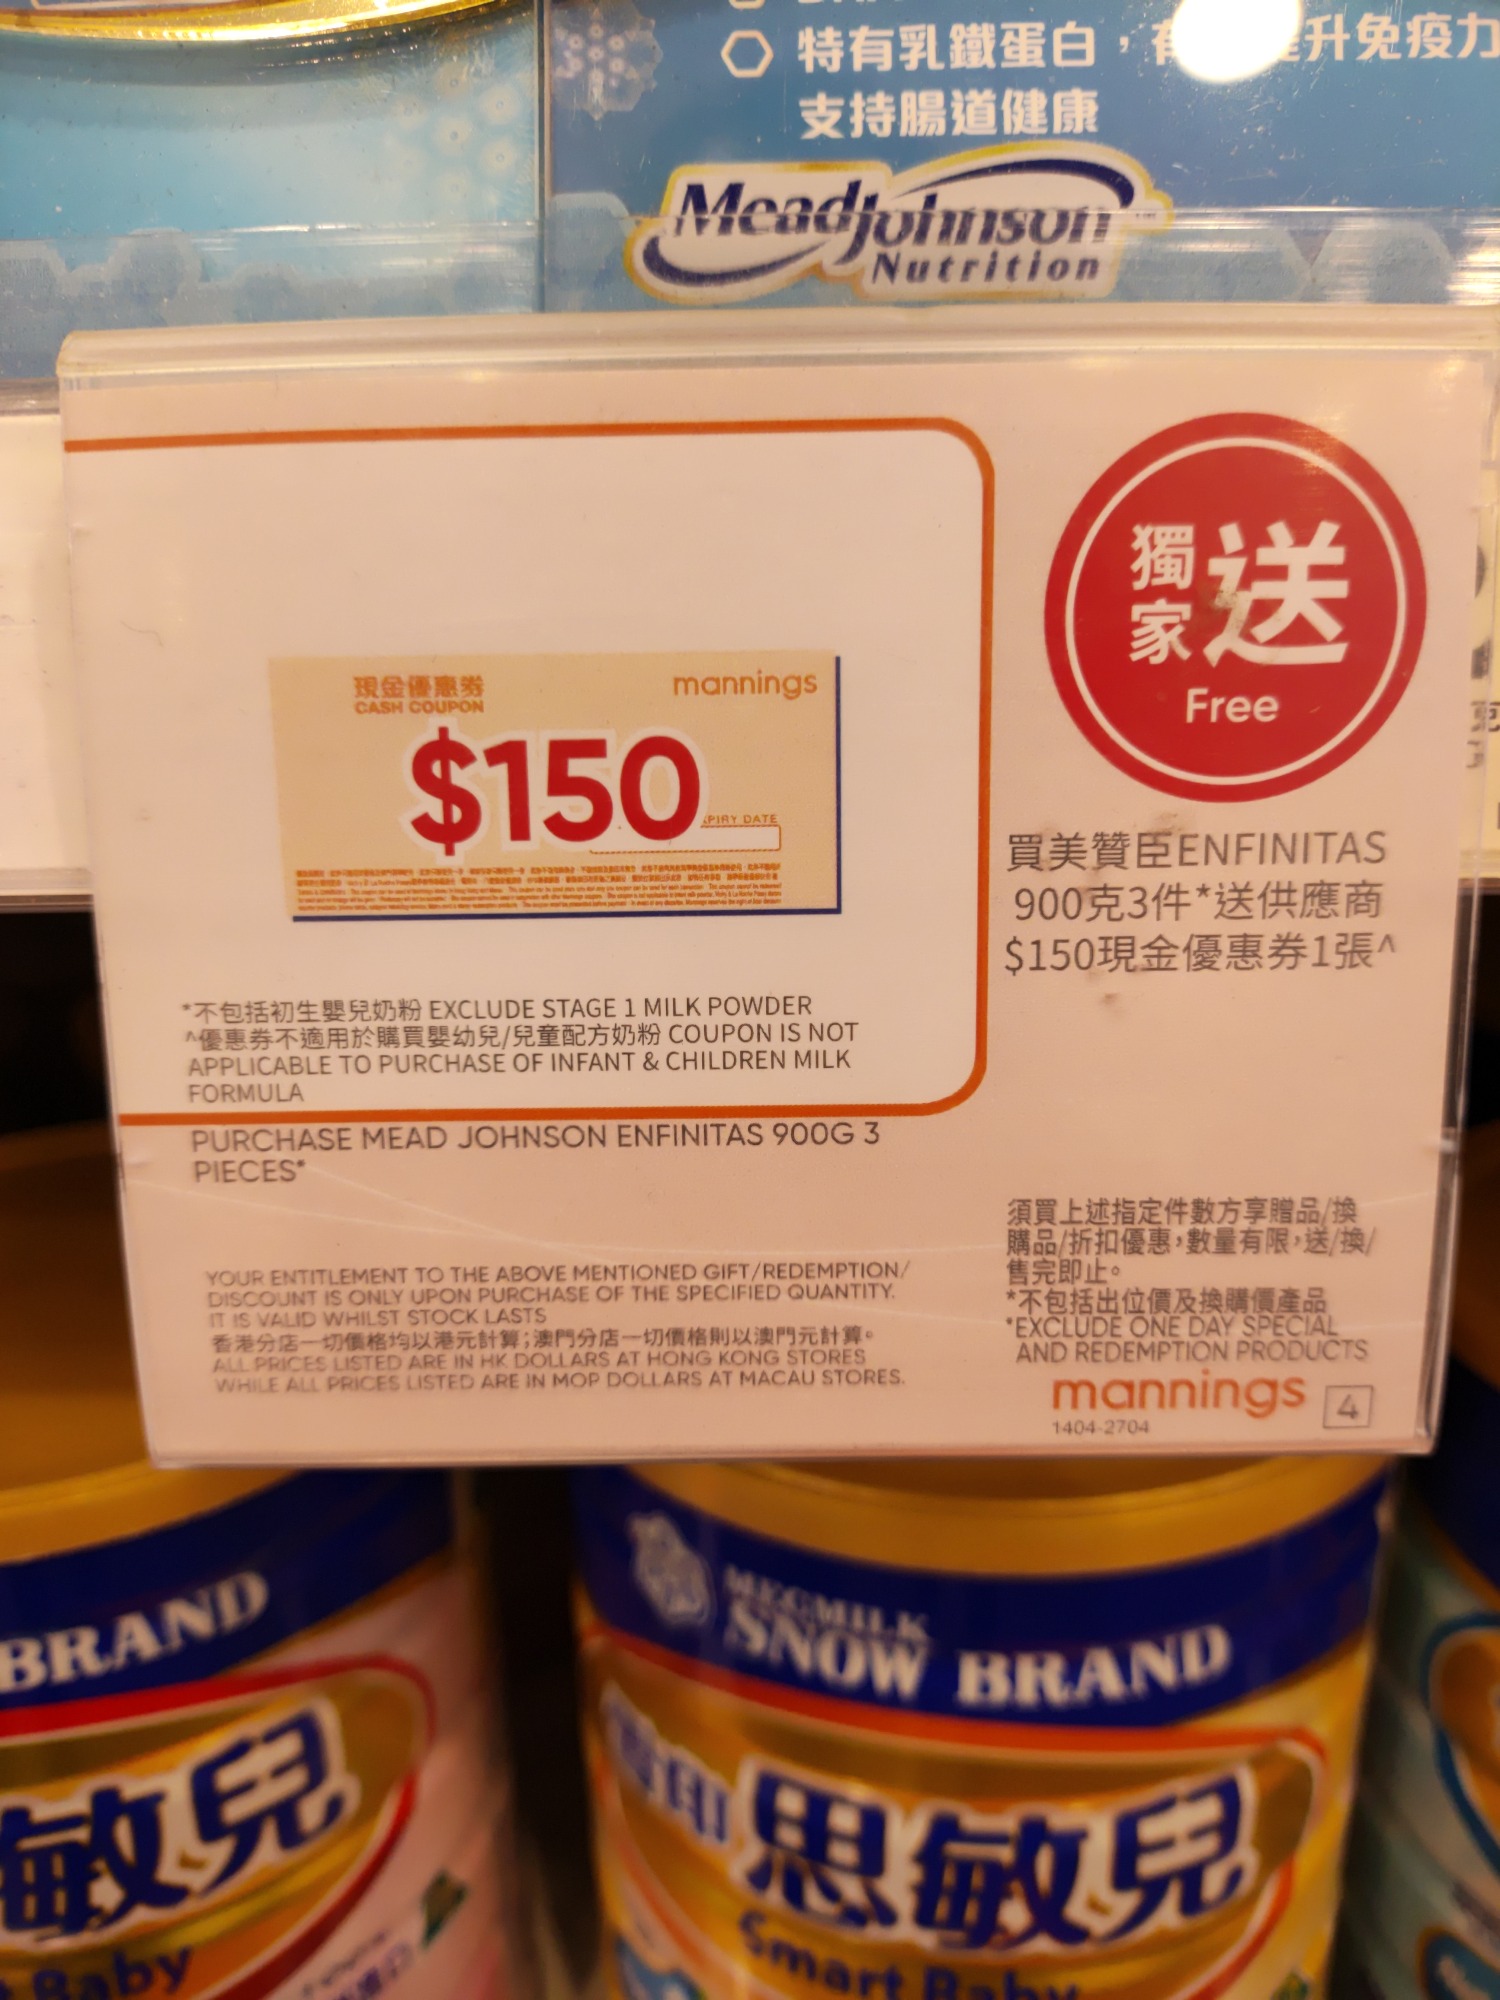 特有乳鐵蛋白，
升免疫力
支持腸道健康
MeadJohnson
Nutrition
現金優惠券
CASH COUPON
mannings
$150
PIRY DATE
獨家送
Free
買美贊臣ENFINITAS
900克3件*送供應商
$150現金優惠券1張^
*不包括初生嬰兒奶粉 EXCLUDE STAGE 1 MILK POWDER
^優惠券不適用於購買嬰幼兒/兒童配方奶粉 COUPON IS NOT
APPLICABLE TO PURCHASE OF INFANT & CHILDREN MILK
FORMULA
PURCHASE MEAD JOHNSON ENFINITAS 900G 3
PIECES*
YOUR ENTITLEMENT TO THE ABOVE MENTIONED GIFT/REDEMPTION/
DISCOUNT IS ONLY UPON PURCHASE OF THE SPECIFIED QUANTITY.
IT IS VALID WHILST STOCK LASTS
香港分店一切價格均以港元計算;澳門分店一切價格則以澳門元計算。
ALL PRICES LISTED ARE IN HK DOLLARS AT HONG KONG STORES
WHILE ALL PRICES LISTED ARE IN MOP DOLLARS AT MACAU STORES.
須買上述指定件數方享贈品/換
購品/折扣優惠,數量有限,送/換/
售完即止。
*不包括出位價及換購價產品
*EXCLUDE ONE DAY SPECIAL
AND REDEMPTION PRODUCTS
mannings 4
1404-2704
BRAND
敏兒
Baby
MEGMILK
SNOW BRAND
雪印 思敏兒
Smart Baby